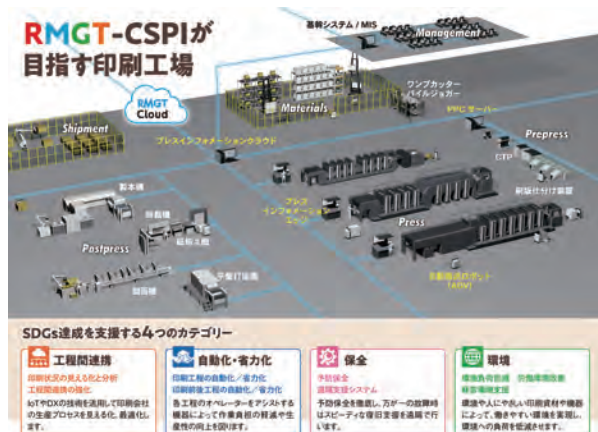 RMGT-CSPIが
目指す印刷工場
基幹システム / MIS
Management
RMGT
Cloud
Materials
ワンプカッター
パイルジョガー
Shipment
プレスインフォメーションクラウド
PPC サーバー
Prepress
CTP
刷版仕分け装置
製本機
断裁機
Postpress
平盤打抜機
プレス
インフォメーション
Press
自動搬送ロボット
(AGV)
SDGs達成を支援する4つのカテゴリー
工程間連携
印刷状況の見える化と分析
工程間連携の強化
IoTやDXの技術を活用して印刷会社
の生産プロセスを見える化、最適化し
ます。
自動化・省力化
印刷工程の自動化／省力化
印刷前後工程の自動化／省力化
各工程のオペレーターをアシストする
機器によって作業負担の軽減や生
産性の向上を図ります。
保全
予防保全
遠隔支援システム
予防保全を徹底し、万が一の故障時
はスピーディな復旧支援を遠隔で行
います。
環境
環境負荷低減 労働環境改善
経営環境支援
環境や人にやさしい印刷資材や機器
によって、働きやすい環境を実現し、
環境への負荷を低減させます。